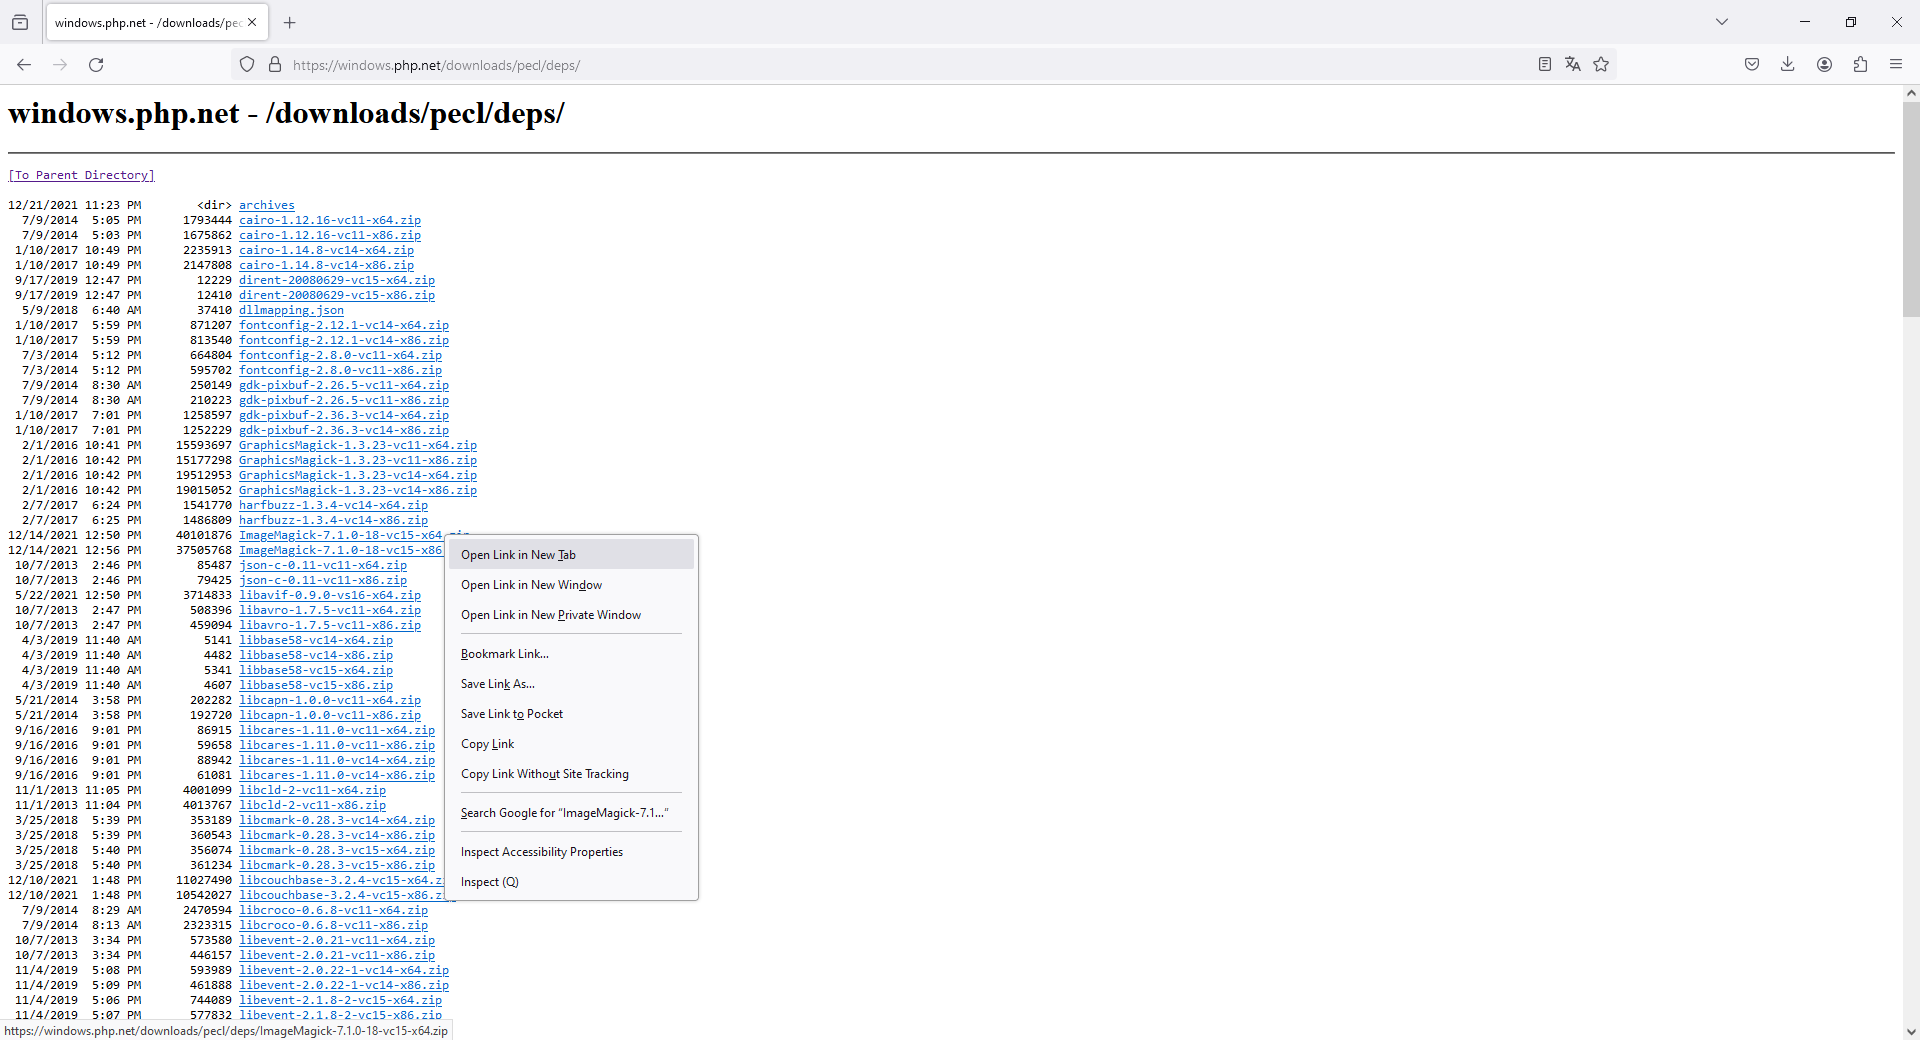 windows.php.net - /downloads/pec
https://windows.php.net/downloads/pecl/deps/
windows.php.net - /downloads/pecl/deps/
[To Parent Directory]
12/21/2021 11:23 PM <dir> archives
7/9/2014 5:05 PM 1793444 cairo-1.12.16-vc11-x64.zip
7/9/2014 5:03 PM 1675862 cairo-1.12.16-vc11-x86.zip
1/10/2017 10:49 PM 2235913 cairo-1.14.8-vc14-x64.zip
1/10/2017 10:49 PM 2147808 cairo-1.14.8-vc14-x86.zip
9/17/2019 12:47 PM 12229 dirent-20080629-vc15-x64.zip
9/17/2019 12:47 PM 12410 dirent-20080629-vc15-x86.zip
5/9/2018 6:40 AM 37410 dllmapping.json
1/10/2017 5:59 PM 871207 fontconfig-2.12.1-vc14-x64.zip
1/10/2017 5:59 PM 813540 fontconfig-2.12.1-vc14-x86.zip
7/3/2014 5:12 PM 664804 fontconfig-2.8.0-vc11-x64.zip
7/3/2014 5:12 PM 595702 fontconfig-2.8.0-vc11-x86.zip
7/9/2014 8:30 AM 250149 gdk-pixbuf-2.26.5-vc11-x64.zip
7/9/2014 8:30 AM 210223 gdk-pixbuf-2.26.5-vc11-x86.zip
1/10/2017 7:01 PM 1258597 gdk-pixbuf-2.36.3-vc14-x64.zip
1/10/2017 7:01 PM 1252229 gdk-pixbuf-2.36.3-vc14-x86.zip
2/1/2016 10:41 PM 15593697 GraphicsMagick-1.3.23-vc11-x64.zip
2/1/2016 10:42 PM 15177298 GraphicsMagick-1.3.23-vc11-x86.zip
2/1/2016 10:42 PM 19512953 GraphicsMagick-1.3.23-vc14-x64.zip
2/1/2016 10:42 PM 19015052 GraphicsMagick-1.3.23-vc14-x86.zip
2/7/2017 6:24 PM 1541770 harfbuzz-1.3.4-vc14-x64.zip
2/7/2017 6:25 PM 1486809 harfbuzz-1.3.4-vc14-x86.zip
12/14/2021 12:50 PM 40101876 ImageMagick-7.1.0-18-vc15-x64.zip
12/14/2021 12:56 PM 37505768 ImageMagick-7.1.0-18-vc15-x86
10/7/2013 2:46 PM 85487 json-c-0.11-vc11-x64.zip
10/7/2013 2:46 PM 79425 json-c-0.11-vc11-x86.zip
5/22/2021 12:50 PM 3714833 libavif-0.9.0-vs16-x64.zip
10/7/2013 2:47 PM 508396 libavro-1.7.5-vc11-x64.zip
10/7/2013 2:47 PM 459094 libavro-1.7.5-vc11-x86.zip
4/3/2019 11:40 AM 5141 libbase58-vc14-x64.zip
4/3/2019 11:40 AM 4482 libbase58-vc14-x86.zip
4/3/2019 11:40 AM 5341 libbase58-vc15-x64.zip
4/3/2019 11:40 AM 4607 libbase58-vc15-x86.zip
5/21/2014 3:58 PM 202282 libcapn-1.0.0-vc11-x64.zip
5/21/2014 3:58 PM 192720 libcapn-1.0.0-vc11-x86.zip
9/16/2016 9:01 PM 86915 libcares-1.11.0-vc11-x64.zip
9/16/2016 9:01 PM 59658 libcares-1.11.0-vc11-x86.zip
9/16/2016 9:01 PM 88942 libcares-1.11.0-vc14-x64.zip
9/16/2016 9:01 PM 61081 libcares-1.11.0-vc14-x86.zip
11/1/2013 11:05 PM 4001099 libcld-2-vc11-x64.zip
11/1/2013 11:04 PM 4013767 libcld-2-vc11-x86.zip
3/25/2018 5:39 PM 353189 libcmark-0.28.3-vc14-x64.zip
3/25/2018 5:39 PM 360543 libcmark-0.28.3-vc14-x86.zip
3/25/2018 5:40 PM 356074 libcmark-0.28.3-vc15-x64.zip
3/25/2018 5:40 PM 361234 libcmark-0.28.3-vc15-x86.zip
12/10/2021 1:48 PM 11027490 libcouchbase-3.2.4-vc15-x64.z
12/10/2021 1:48 PM 10542027 libcouchbase-3.2.4-vc15-x86.z
7/9/2014 8:29 AM 2470594 libcroco-0.6.8-vc11-x64.zip
7/9/2014 8:13 AM 2323315 libcroco-0.6.8-vc11-x86.zip
10/7/2013 3:34 PM 573580 libevent-2.0.21-vc11-x64.zip
10/7/2013 3:34 PM 446157 libevent-2.0.21-vc11-x86.zip
11/4/2019 5:08 PM 593989 libevent-2.0.22-1-vc14-x64.zip
11/4/2019 5:09 PM 461888 libevent-2.0.22-1-vc14-x86.zip
11/4/2019 5:06 PM 744089 libevent-2.1.8-2-vc15-x64.zip
11/4/2019 5:07 PM 577832 libevent-2.1.8-2-vc15-x86.zip
Open Link in New Tab
Open Link in New Window
Open Link in New Private Window
Bookmark Link...
Save Link As...
Save Link to Pocket
Copy Link
Copy Link Without Site Tracking
Search Google for “ImageMagick-7.1...”
Inspect Accessibility Properties
Inspect (Q)
https://windows.php.net/downloads/pecl/deps/ImageMagick-7.1.0-18-vc15-x64.zip